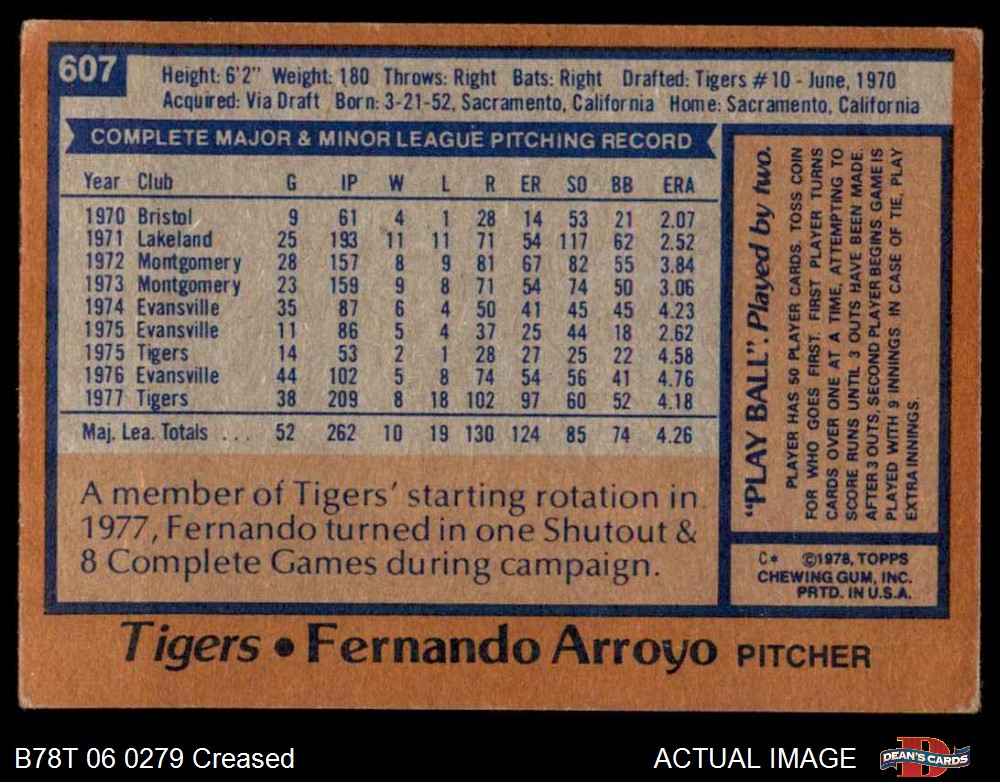 607
Height: 6'2" Weight: 180 Throws: Right Bats: Right Drafted: Tigers #10 - June, 1970
Acquired: Via Draft Born: 3-21-52, Sacramento, California Home: Sacramento, California
COMPLETE MAJOR & MINOR LEAGUE PITCHING RECORD
Year Club G IP W L R ER SO BB ERA
1970 Bristol 9 61 4 1 28 14 53 21 2.07
1971 Lakeland 25 193 11 11 71 54 117 62 2.52
1972 Montgomery 28 157 8 9 81 67 82 55 3.84
1973 Montgomery 23 159 9 8 71 54 74 50 3.06
1974 Evansville 35 87 6 4 50 41 45 45 4.23
1975 Evansville 11 86 5 4 37 25 44 18 2.62
1975 Tigers 14 53 2 1 28 27 25 22 4.58
1976 Evansville 44 102 5 8 74 54 56 41 4.76
1977 Tigers 38 209 8 18 102 97 60 52 4.18
Maj. Lea. Totals ... 52 262 10 19 130 124 85 74 4.26
A member of Tigers' starting rotation in
1977, Fernando turned in one Shutout &
8 Complete Games during campaign.
"PLAY BALL". Played by two.
PLAYER HAS 50 PLAYER CARDS. TOSS COIN
FOR WHO GOES FIRST. FIRST PLAYER TURNS
CARDS OVER ONE AT A TIME, ATTEMPTING TO
SCORE RUNS UNTIL 3 OUTS HAVE BEEN MADE.
AFTER 3 OUTS, SECOND PLAYER BEGINS. GAME IS
PLAYED WITH 9 INNINGS. IN CASE OF TIE, PLAY
EXTRA INNINGS.
C* ©1978, TOPPS
CHEWING GUM, INC.
PRTD. IN U.S.A.
Tigers • Fernando Arroyo PITCHER
B78T 06 0279 Creased
ACTUAL IMAGE
DEAN'S CARDS